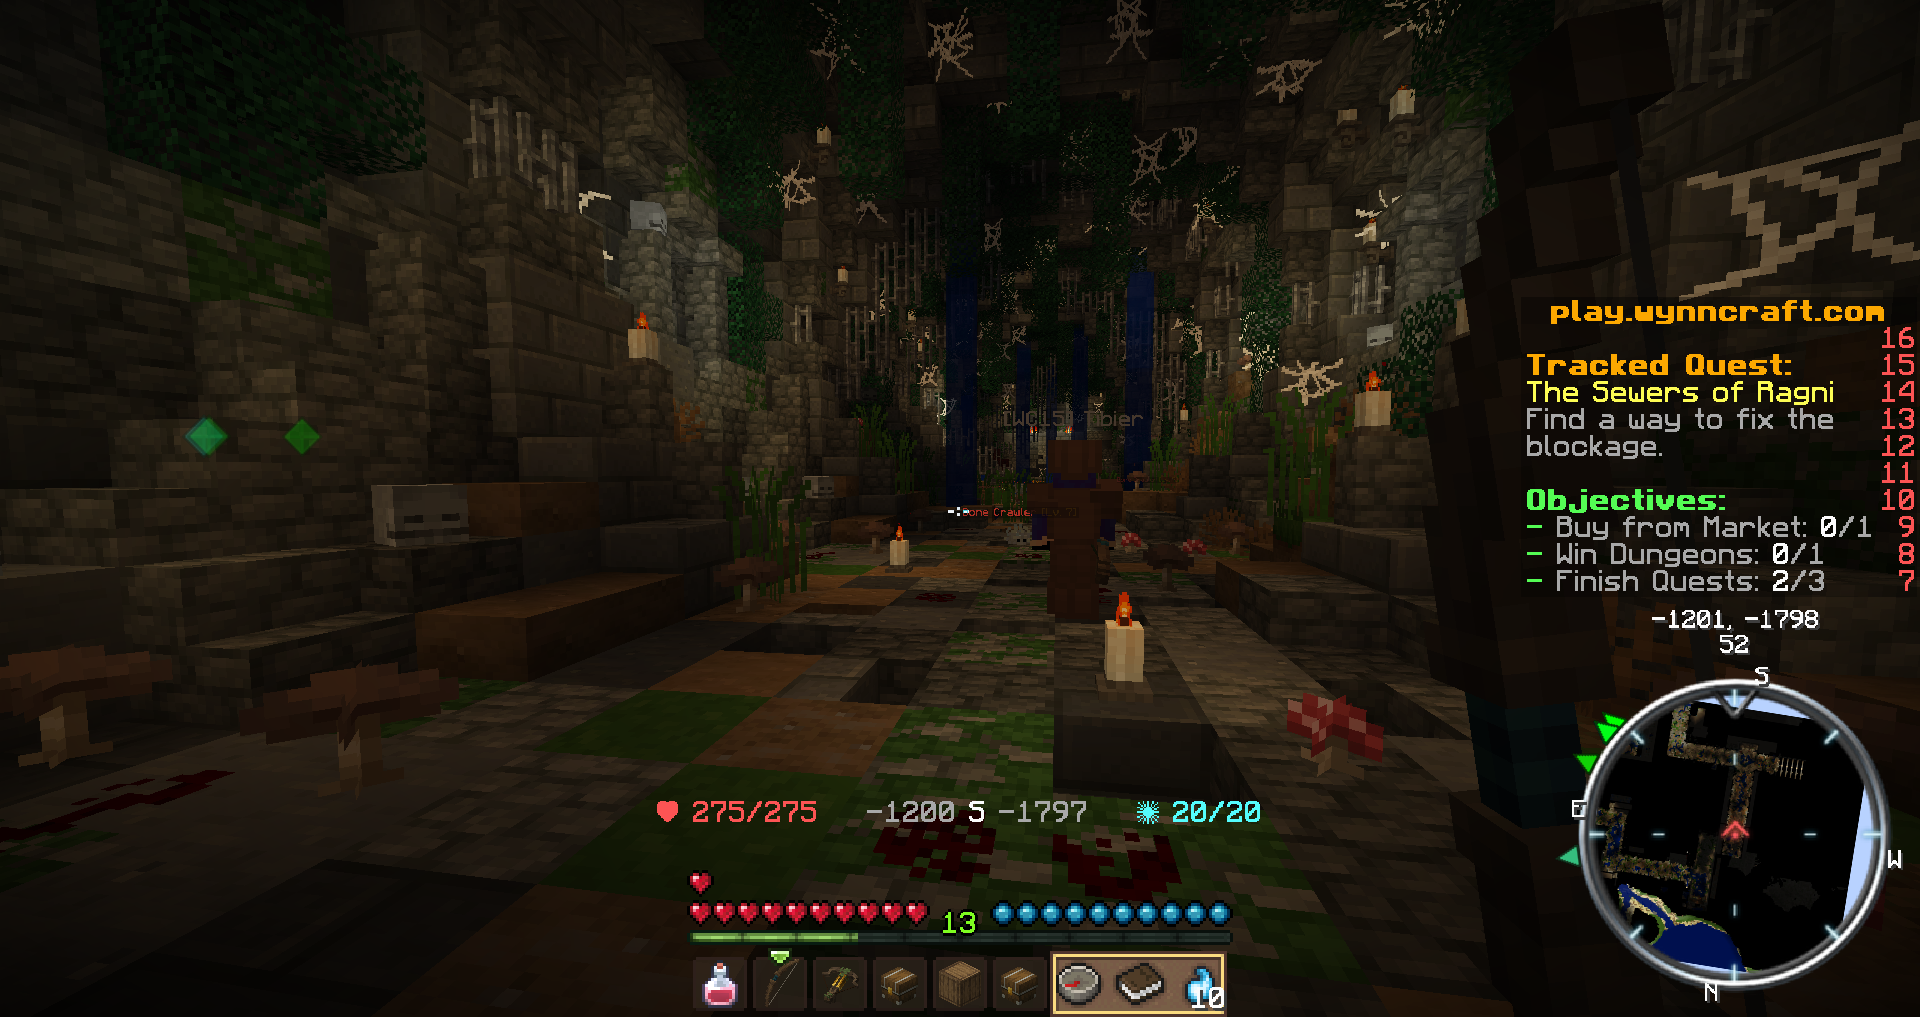 play.wynncraft.com
16
Tracked Quest: 15
The Sewers of Ragni 14
Find a way to fix the 13
blockage. 12
11
Objectives: 10
- Buy from Market: 0/1 9
- Win Dungeons: 0/1 8
- Finish Quests: 2/3 7
-1201, -1798
52
S
W
N
Bone Crawler
275/275 -1200 S -1797 20/20
13
10